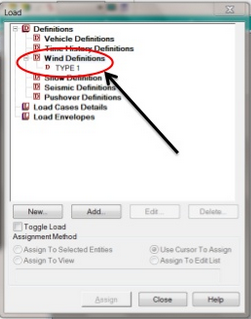 Load
Definitions
Vehicle Definitions
Time History Definitions
Wind Definitions
TYPE 1
Snow Definition
Seismic Definitions
Pushover Definitions
Load Cases Details
Load Envelopes
New...
Add...
Edit...
Delete...
Toggle Load
Assignment Method
Assign To Selected Entities
Use Cursor To Assign
Assign To View
Assign To Edit List
Assign
Close
Help